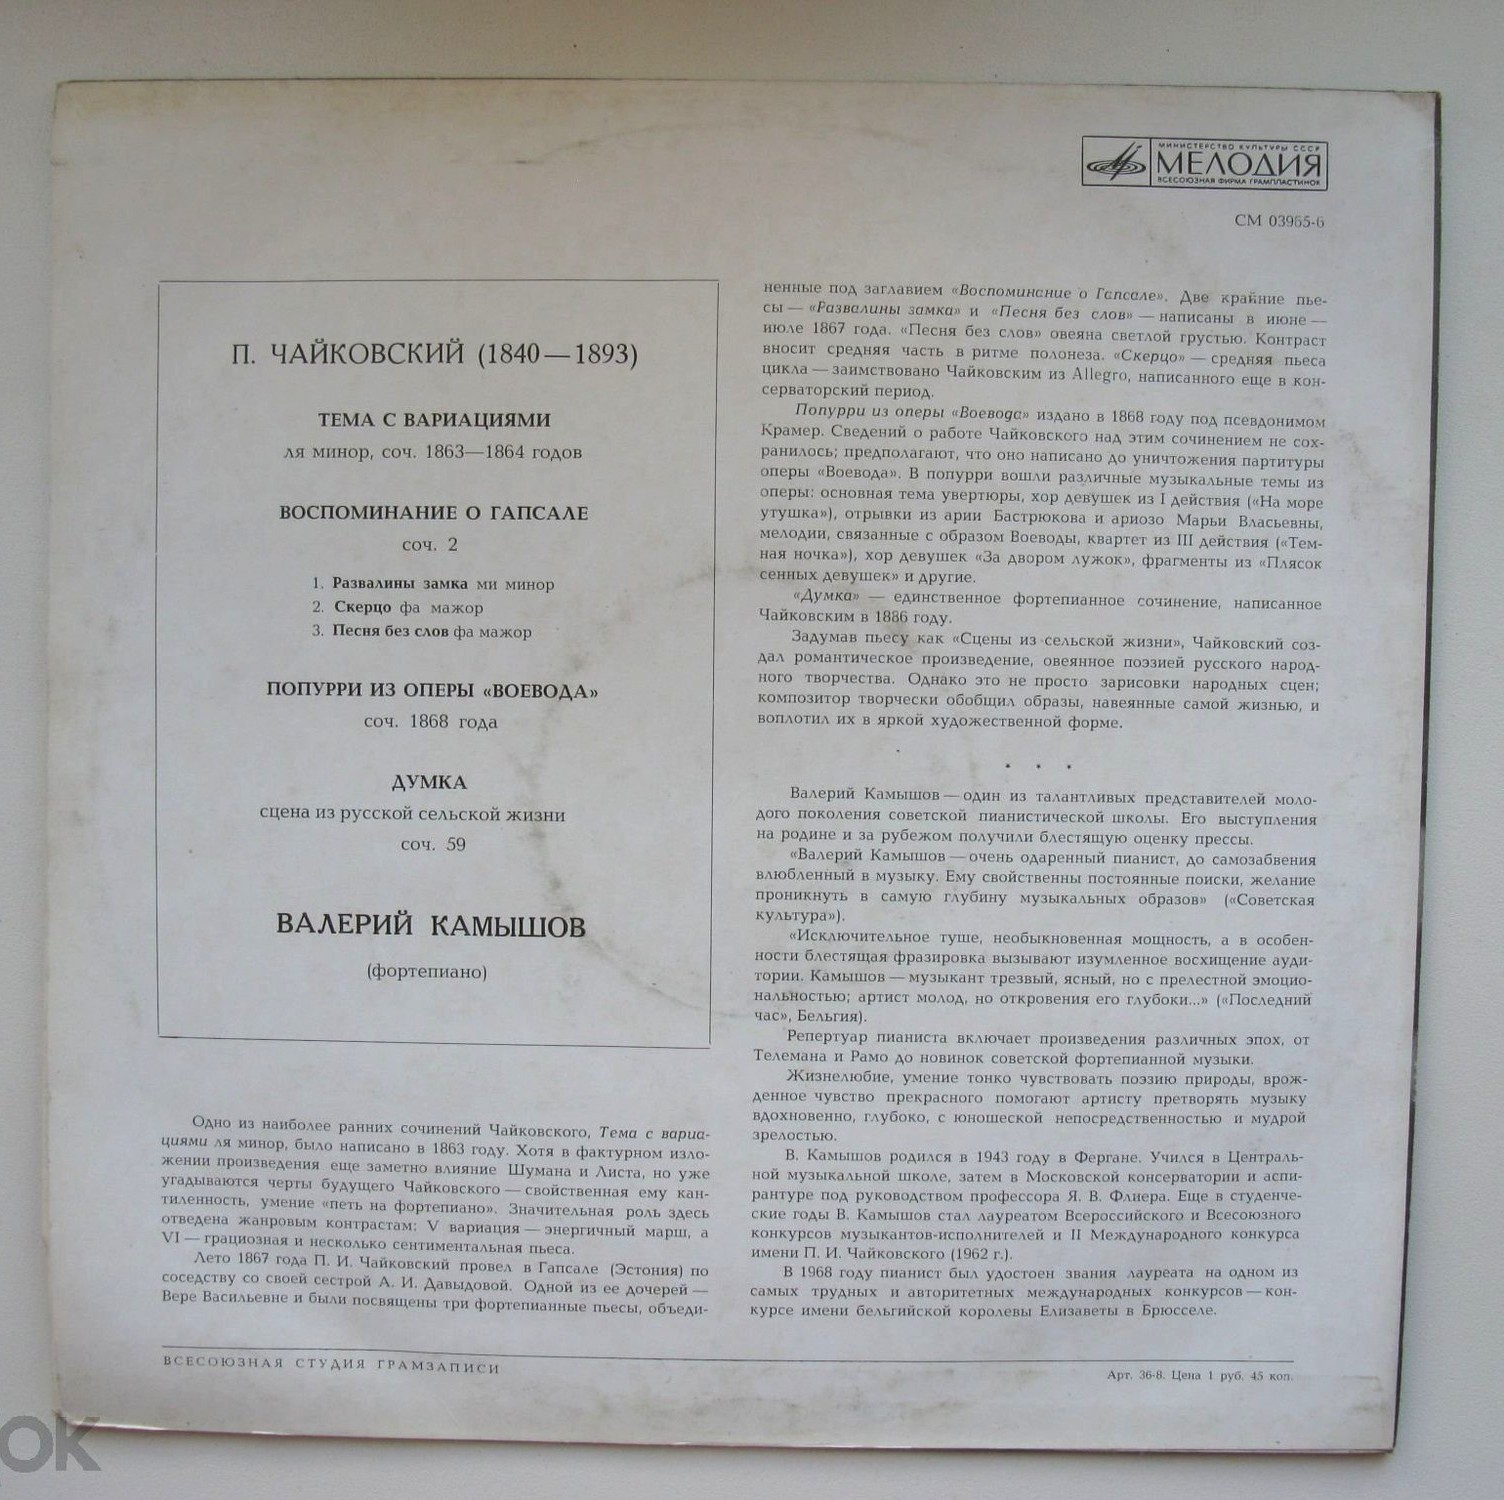 МИНИСТЕРСТВО КУЛЬТУРЫ СССР
МЕЛОДИЯ
ВСЕСОЮЗНАЯ ФИРМА ГРАМПЛАСТИНОК
СМ 03965-6
П. ЧАЙКОВСКИЙ (1840—1893)
ТЕМА С ВАРИАЦИЯМИ
ля минор, соч. 1863—1864 годов
ВОСПОМИНАНИЕ О ГАПСАЛЕ
соч. 2
1. Развалины замка ми минор
2. Скерцо фа мажор
3. Песня без слов фа мажор
ПОПУРРИ ИЗ ОПЕРЫ «ВОЕВОДА»
соч. 1868 года
ДУМКА
сцена из русской сельской жизни
соч. 59
ВАЛЕРИЙ КАМЫШОВ
(фортепиано)
Одно из наиболее ранних сочинений Чайковского, Тема с вариа-
циями ля минор, было написано в 1863 году. Хотя в фактурном изло-
жении произведения еще заметно влияние Шумана и Листа, но уже
угадываются черты будущего Чайковского — свойственная ему кан-
тиленность, умение «петь на фортепиано». Значительная роль здесь
отведена жанровым контрастам: V вариация — энергичный марш, а
VI — грациозная и несколько сентиментальная пьеса.
Лето 1867 года П. И. Чайковский провел в Гапсале (Эстония) по
соседству со своей сестрой А. И. Давыдовой. Одной из ее дочерей —
Вере Васильевне и были посвящены три фортепианные пьесы, объеди-
ненные под заглавием «Воспоминание о Гапсале». Две крайние пье-
сы — «Развалины замка» и «Песня без слов» — написаны в июне —
июле 1867 года. «Песня без слов» овеяна светлой грустью. Контраст
вносит средняя часть в ритме полонеза. «Скерцо» — средняя пьеса
цикла — заимствовано Чайковским из Allegro, написанного еще в кон-
серваторский период.
Попурри из оперы «Воевода» издано в 1868 году под псевдонимом
Крамер. Сведений о работе Чайковского над этим сочинением не сох-
ранилось; предполагают, что оно написано до уничтожения партитуры
оперы «Воевода». В попурри вошли различные музыкальные темы из
оперы: основная тема увертюры, хор девушек из I действия («На море
утушка»), отрывки из арии Бастрюкова и ариозо Марьи Власьевны,
мелодии, связанные с образом Воеводы, квартет из III действия («Тем-
ная ночка»), хор девушек «За двором лужок», фрагменты из «Плясок
сенных девушек» и другие.
«Думка» — единственное фортепианное сочинение, написанное
Чайковским в 1886 году.
Задумав пьесу как «Сцены из сельской жизни», Чайковский соз-
дал романтическое произведение, овеянное поэзией русского народ-
ного творчества. Однако это не просто зарисовки народных сцен;
композитор творчески обобщил образы, навеянные самой жизнью, и
воплотил их в яркой художественной форме.
. . .
Валерий Камышов — один из талантливых представителей моло-
дого поколения советской пианистической школы. Его выступления
на родине и за рубежом получили блестящую оценку прессы.
«Валерий Камышов — очень одаренный пианист, до самозабвения
влюбленный в музыку. Ему свойственны постоянные поиски, желание
проникнуть в самую глубину музыкальных образов» («Советская
культура»).
«Исключительное туше, необыкновенная мощность, а в особен-
ности блестящая фразировка вызывают изумленное восхищение ауди-
тории. Камышов — музыкант трезвый, ясный, но с прелестной эмоцио-
нальностью; артист молод, но откровения его глубоки...» («Последний
час», Бельгия).
Репертуар пианиста включает произведения различных эпох, от
Телемана и Рамо до новинок советской фортепианной музыки.
Жизнелюбие, умение тонко чувствовать поэзию природы, врож-
денное чувство прекрасного помогают артисту претворять музыку
вдохновенно, глубоко, с юношеской непосредственностью и мудрой
зрелостью.
В. Камышов родился в 1943 году в Фергане. Учился в Централь-
ной музыкальной школе, затем в Московской консерватории и аспи-
рантуре под руководством профессора Я. В. Флиера. Еще в студенче-
ские годы В. Камышов стал лауреатом Всероссийского и Всесоюзного
конкурсов музыкантов-исполнителей и II Международного конкурса
имени П. И. Чайковского (1962 г.).
В 1968 году пианист был удостоен звания лауреата на одном из
самых трудных и авторитетных международных конкурсов — кон-
курсе имени бельгийской королевы Елизаветы в Брюсселе.
ВСЕСОЮЗНАЯ СТУДИЯ ГРАМЗАПИСИ
Арт. 36-8. Цена 1 руб. 45 коп.
ОК